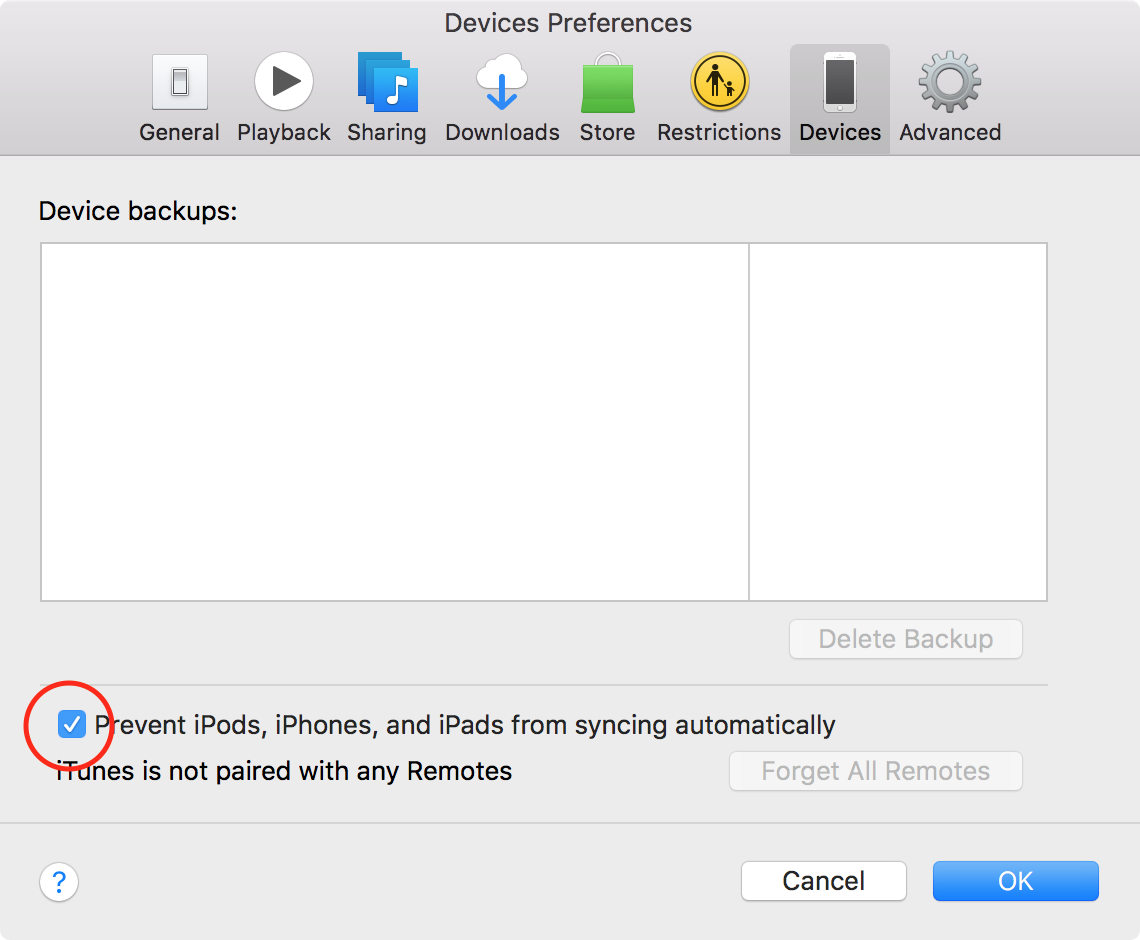 Devices Preferences
General Playback Sharing Downloads Store Restrictions Devices Advanced
Device backups:
Delete Backup
Prevent iPods, iPhones, and iPads from syncing automatically
iTunes is not paired with any Remotes Forget All Remotes
? Cancel OK